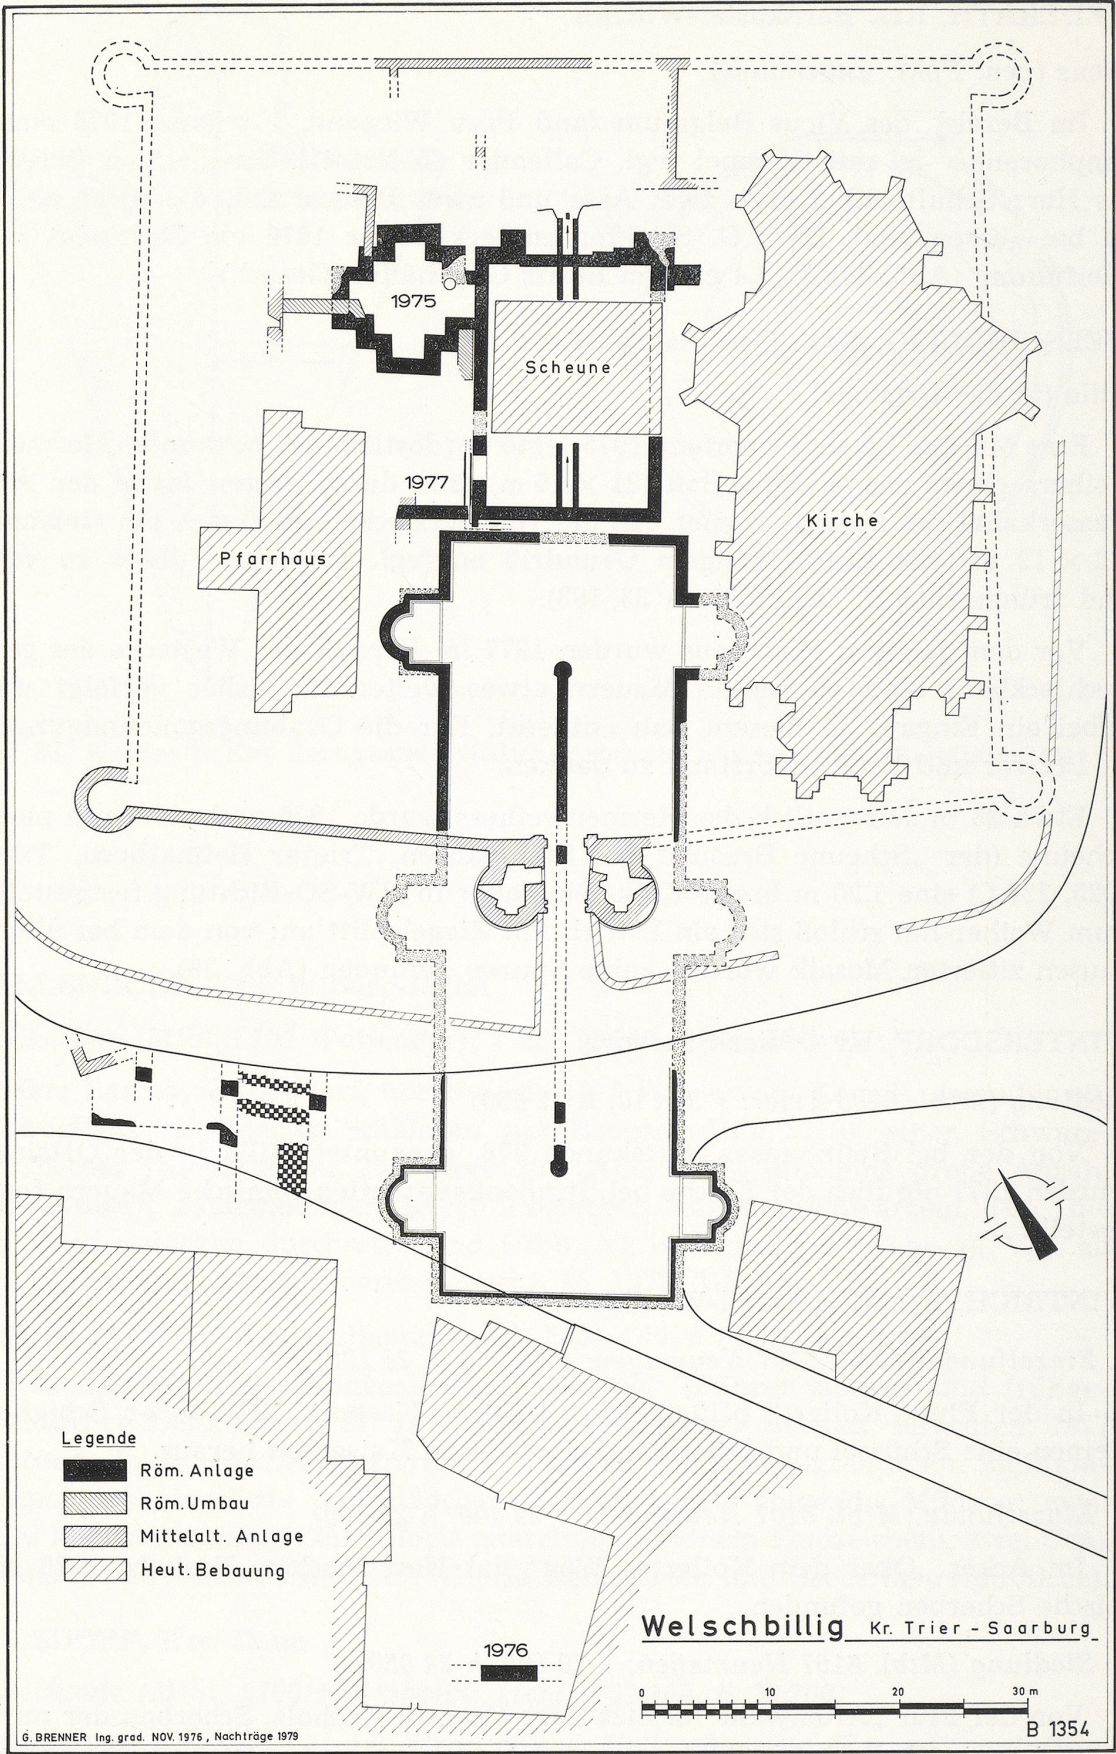 1975
Scheune
1977
Kirche
Pfarrhaus
Legende
Röm. Anlage
Röm. Umbau
Mittelalt. Anlage
Heut. Bebauung
1976
Welschbillig Kr. Trier - Saarburg
0 10 20 30 m
B 1354
G. BRENNER Ing. grad. NOV. 1976, Nachträge 1979